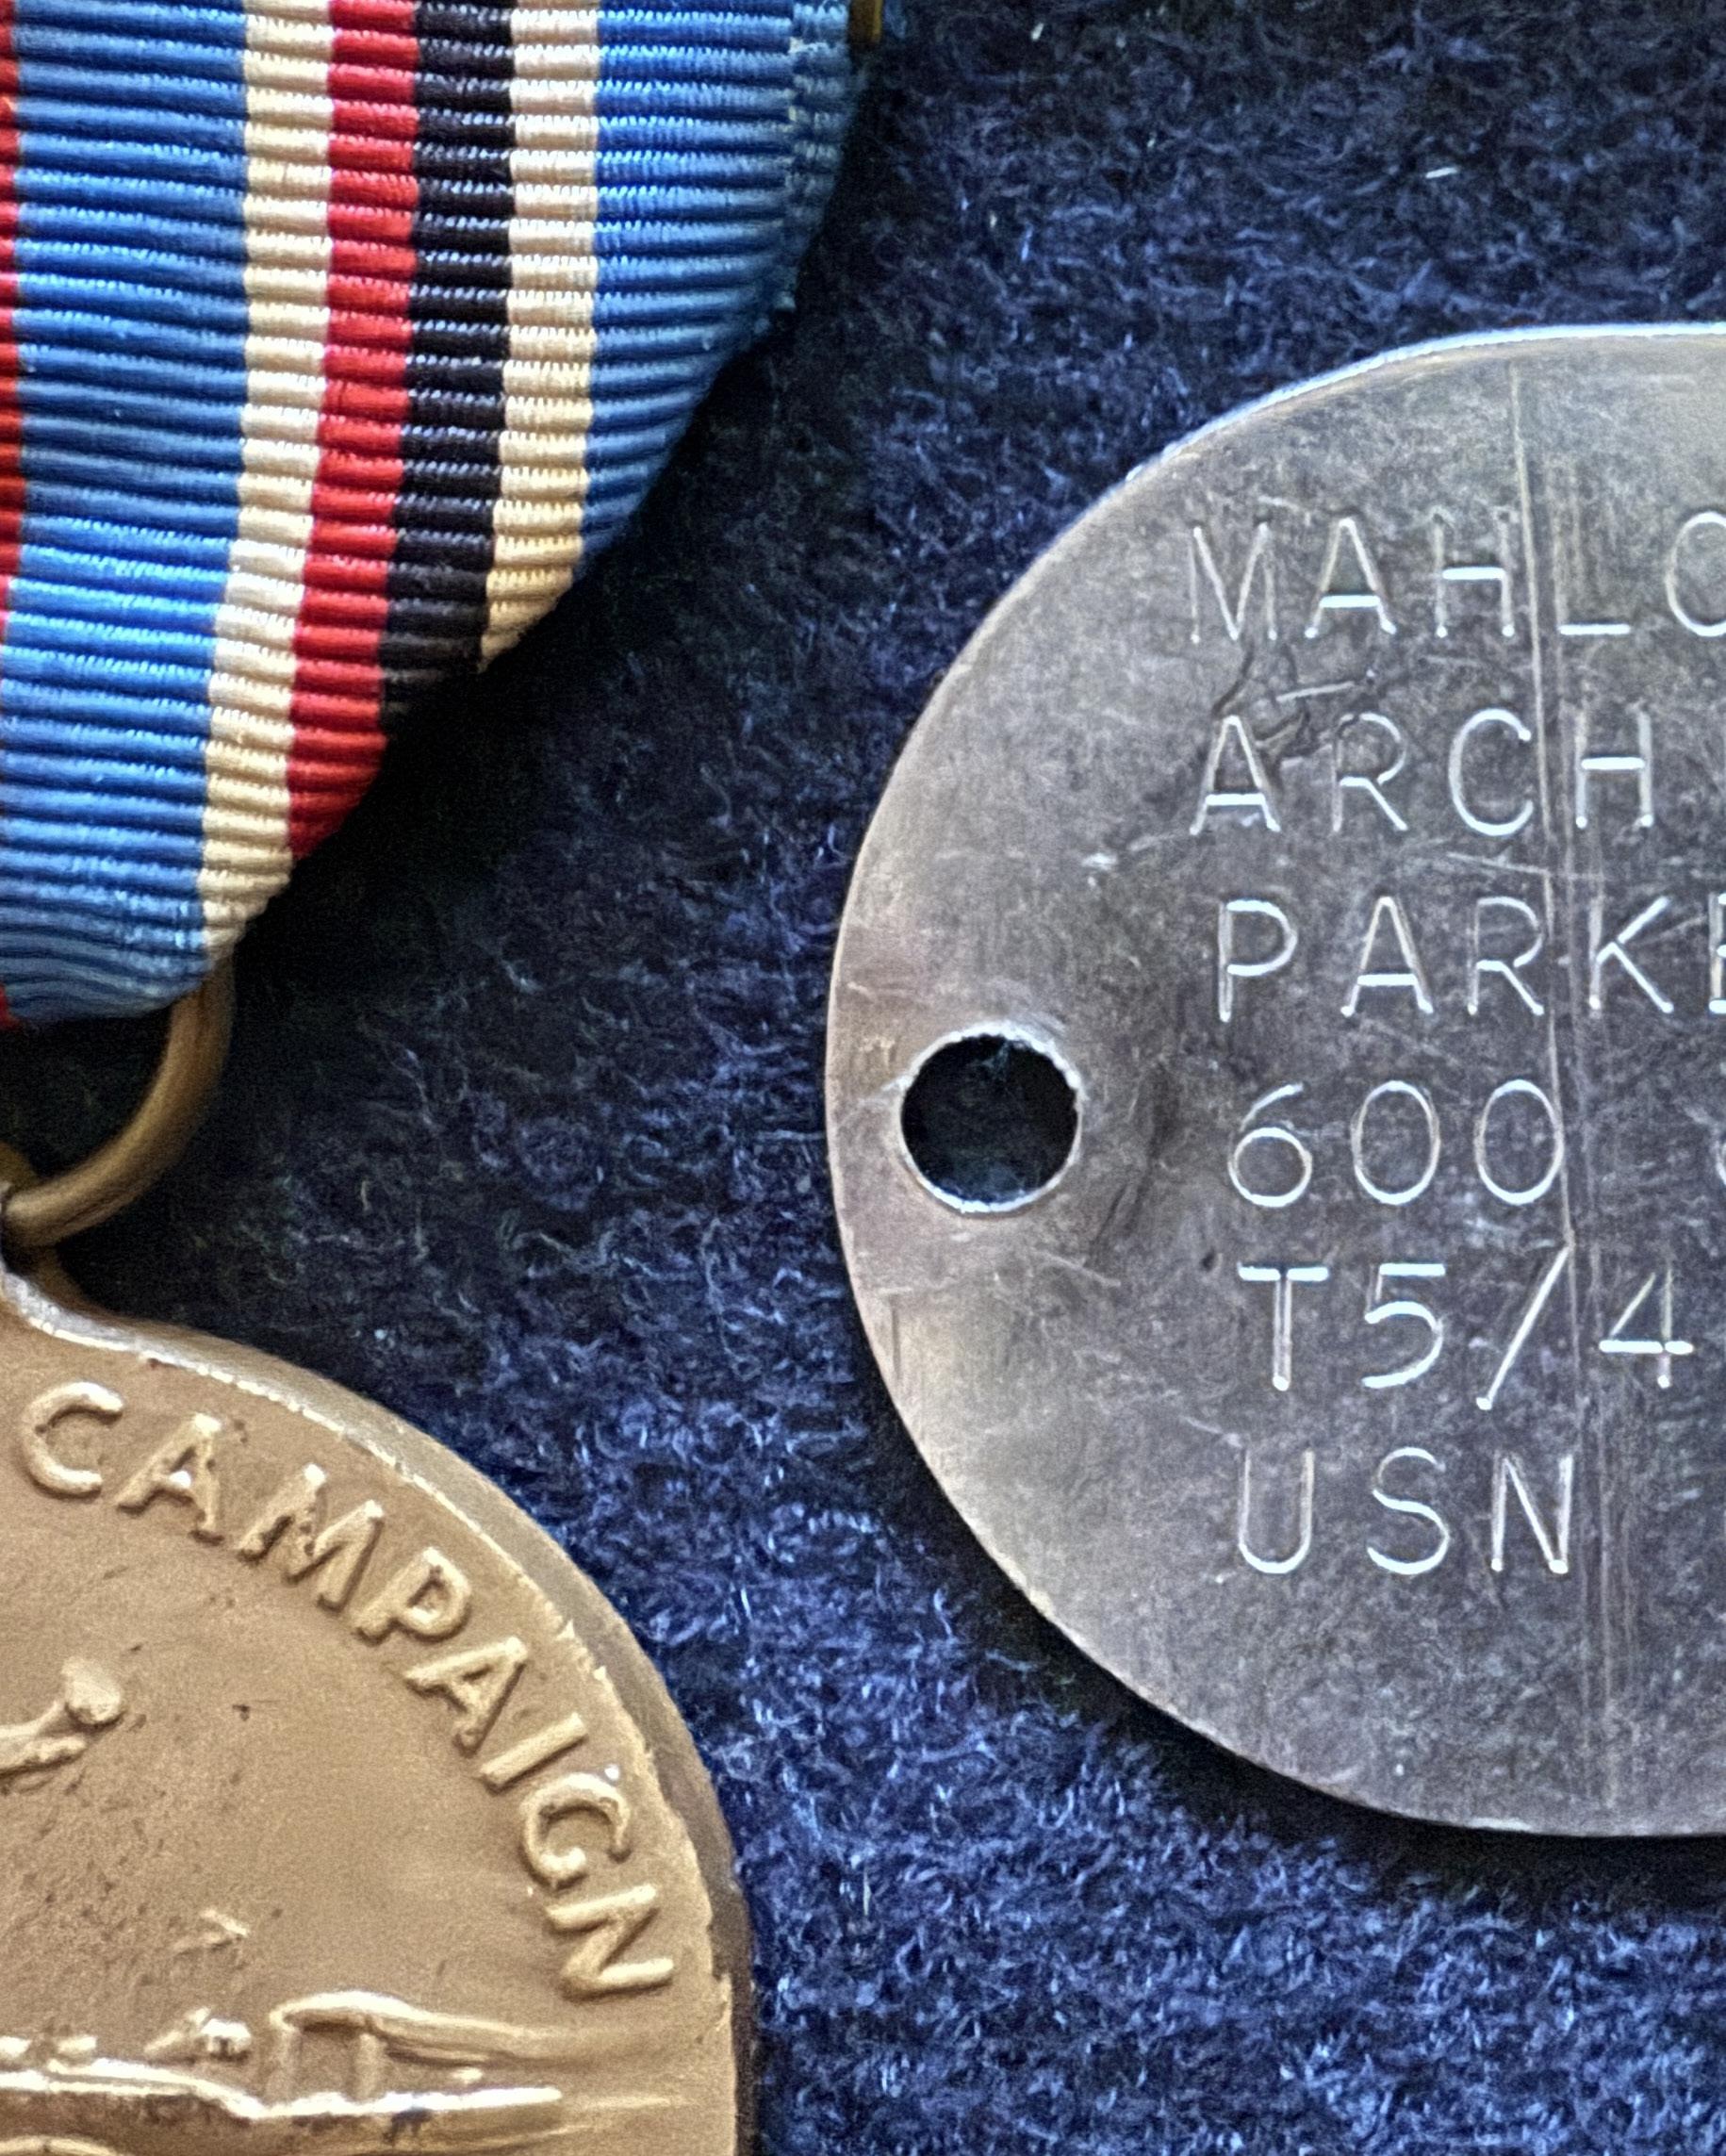 MAHLO
ARCH
PARKE
600
T5/4
USN
CAMPAIGN